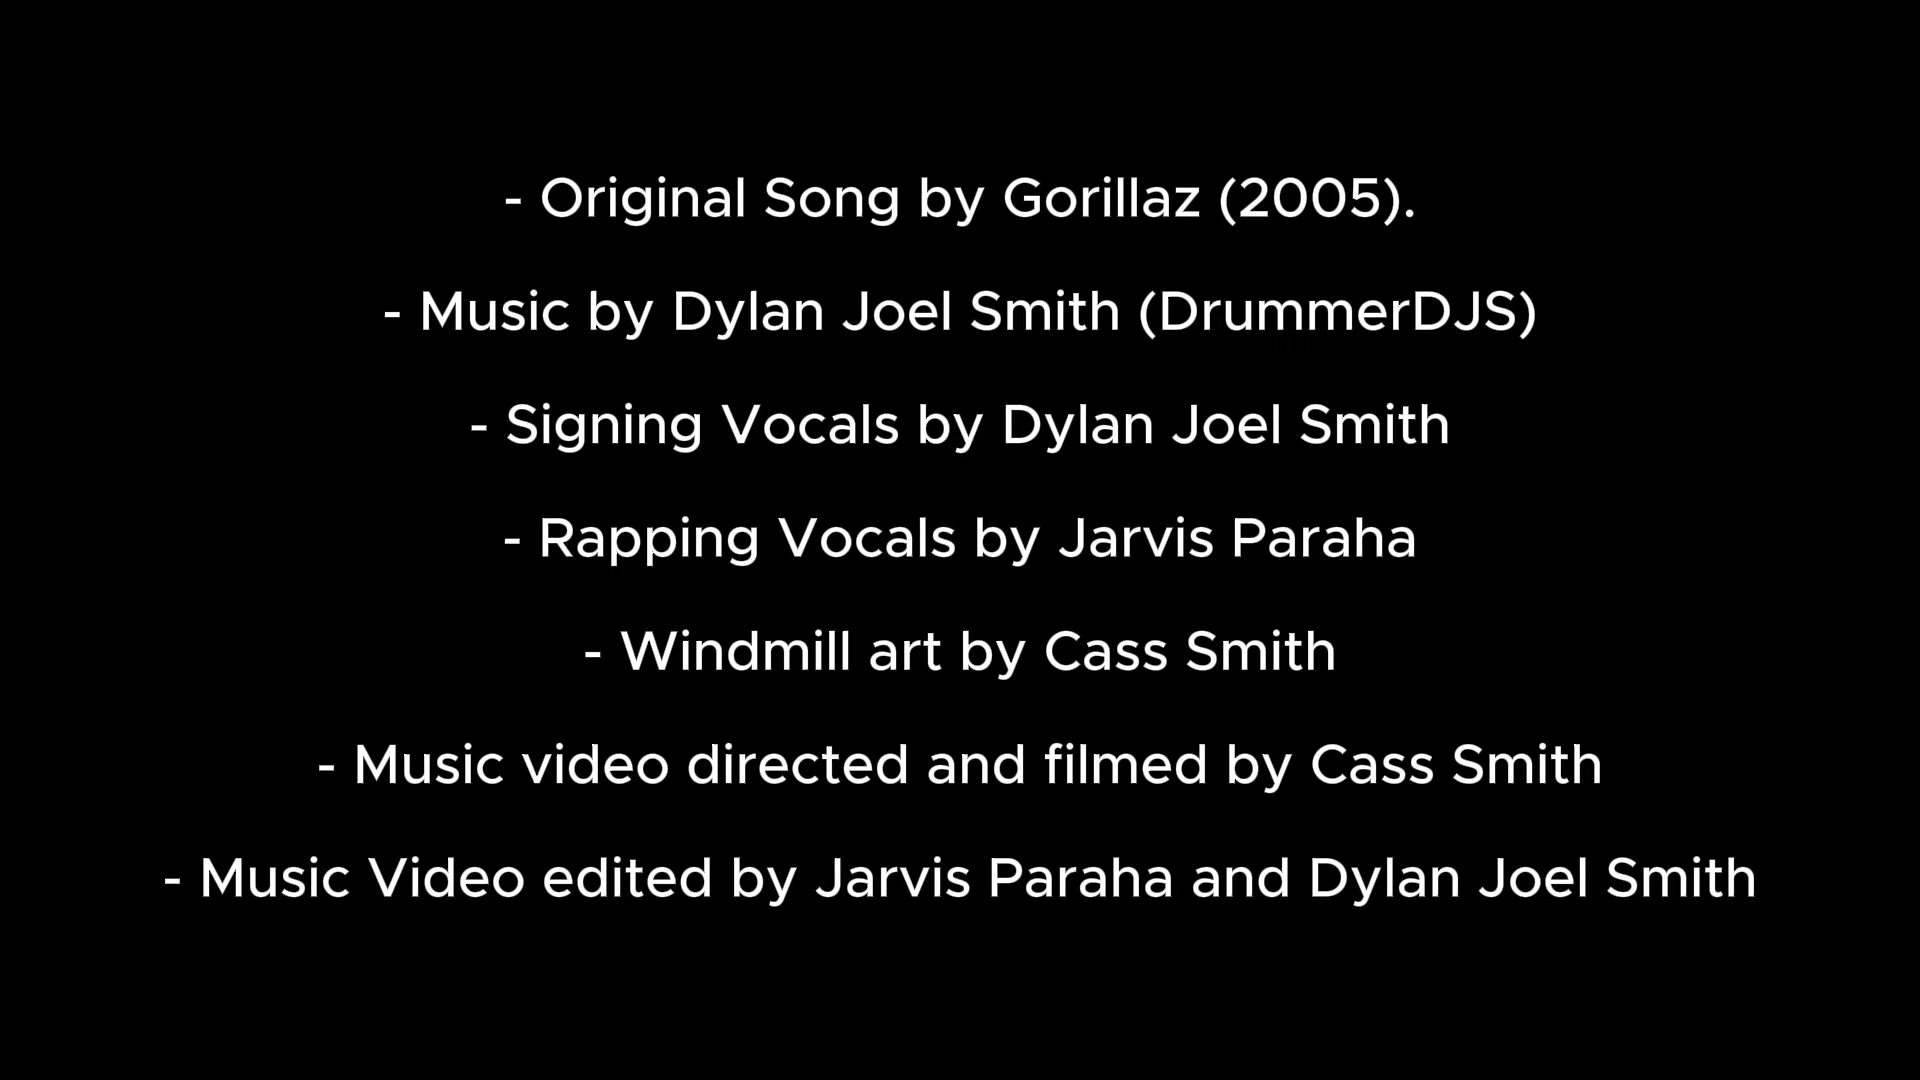 - Original Song by Gorillaz (2005).
- Music by Dylan Joel Smith (DrummerDJS)
- Signing Vocals by Dylan Joel Smith
- Rapping Vocals by Jarvis Paraha
- Windmill art by Cass Smith
- Music video directed and filmed by Cass Smith
- Music Video edited by Jarvis Paraha and Dylan Joel Smith